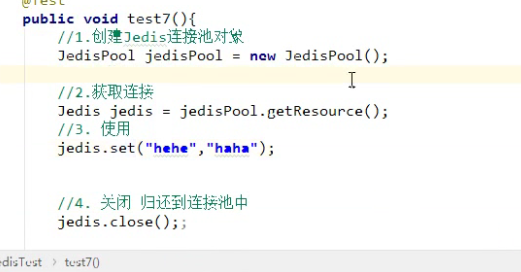 @Test
public void test7(){
//1.创建Jedis连接池对象
JedisPool jedisPool = new JedisPool();
//2.获取连接
Jedis jedis = jedisPool.getResource();
//3. 使用
jedis.set("hehe","haha");
//4. 关闭 归还到连接池中
jedis.close();;
edisTest > test7()